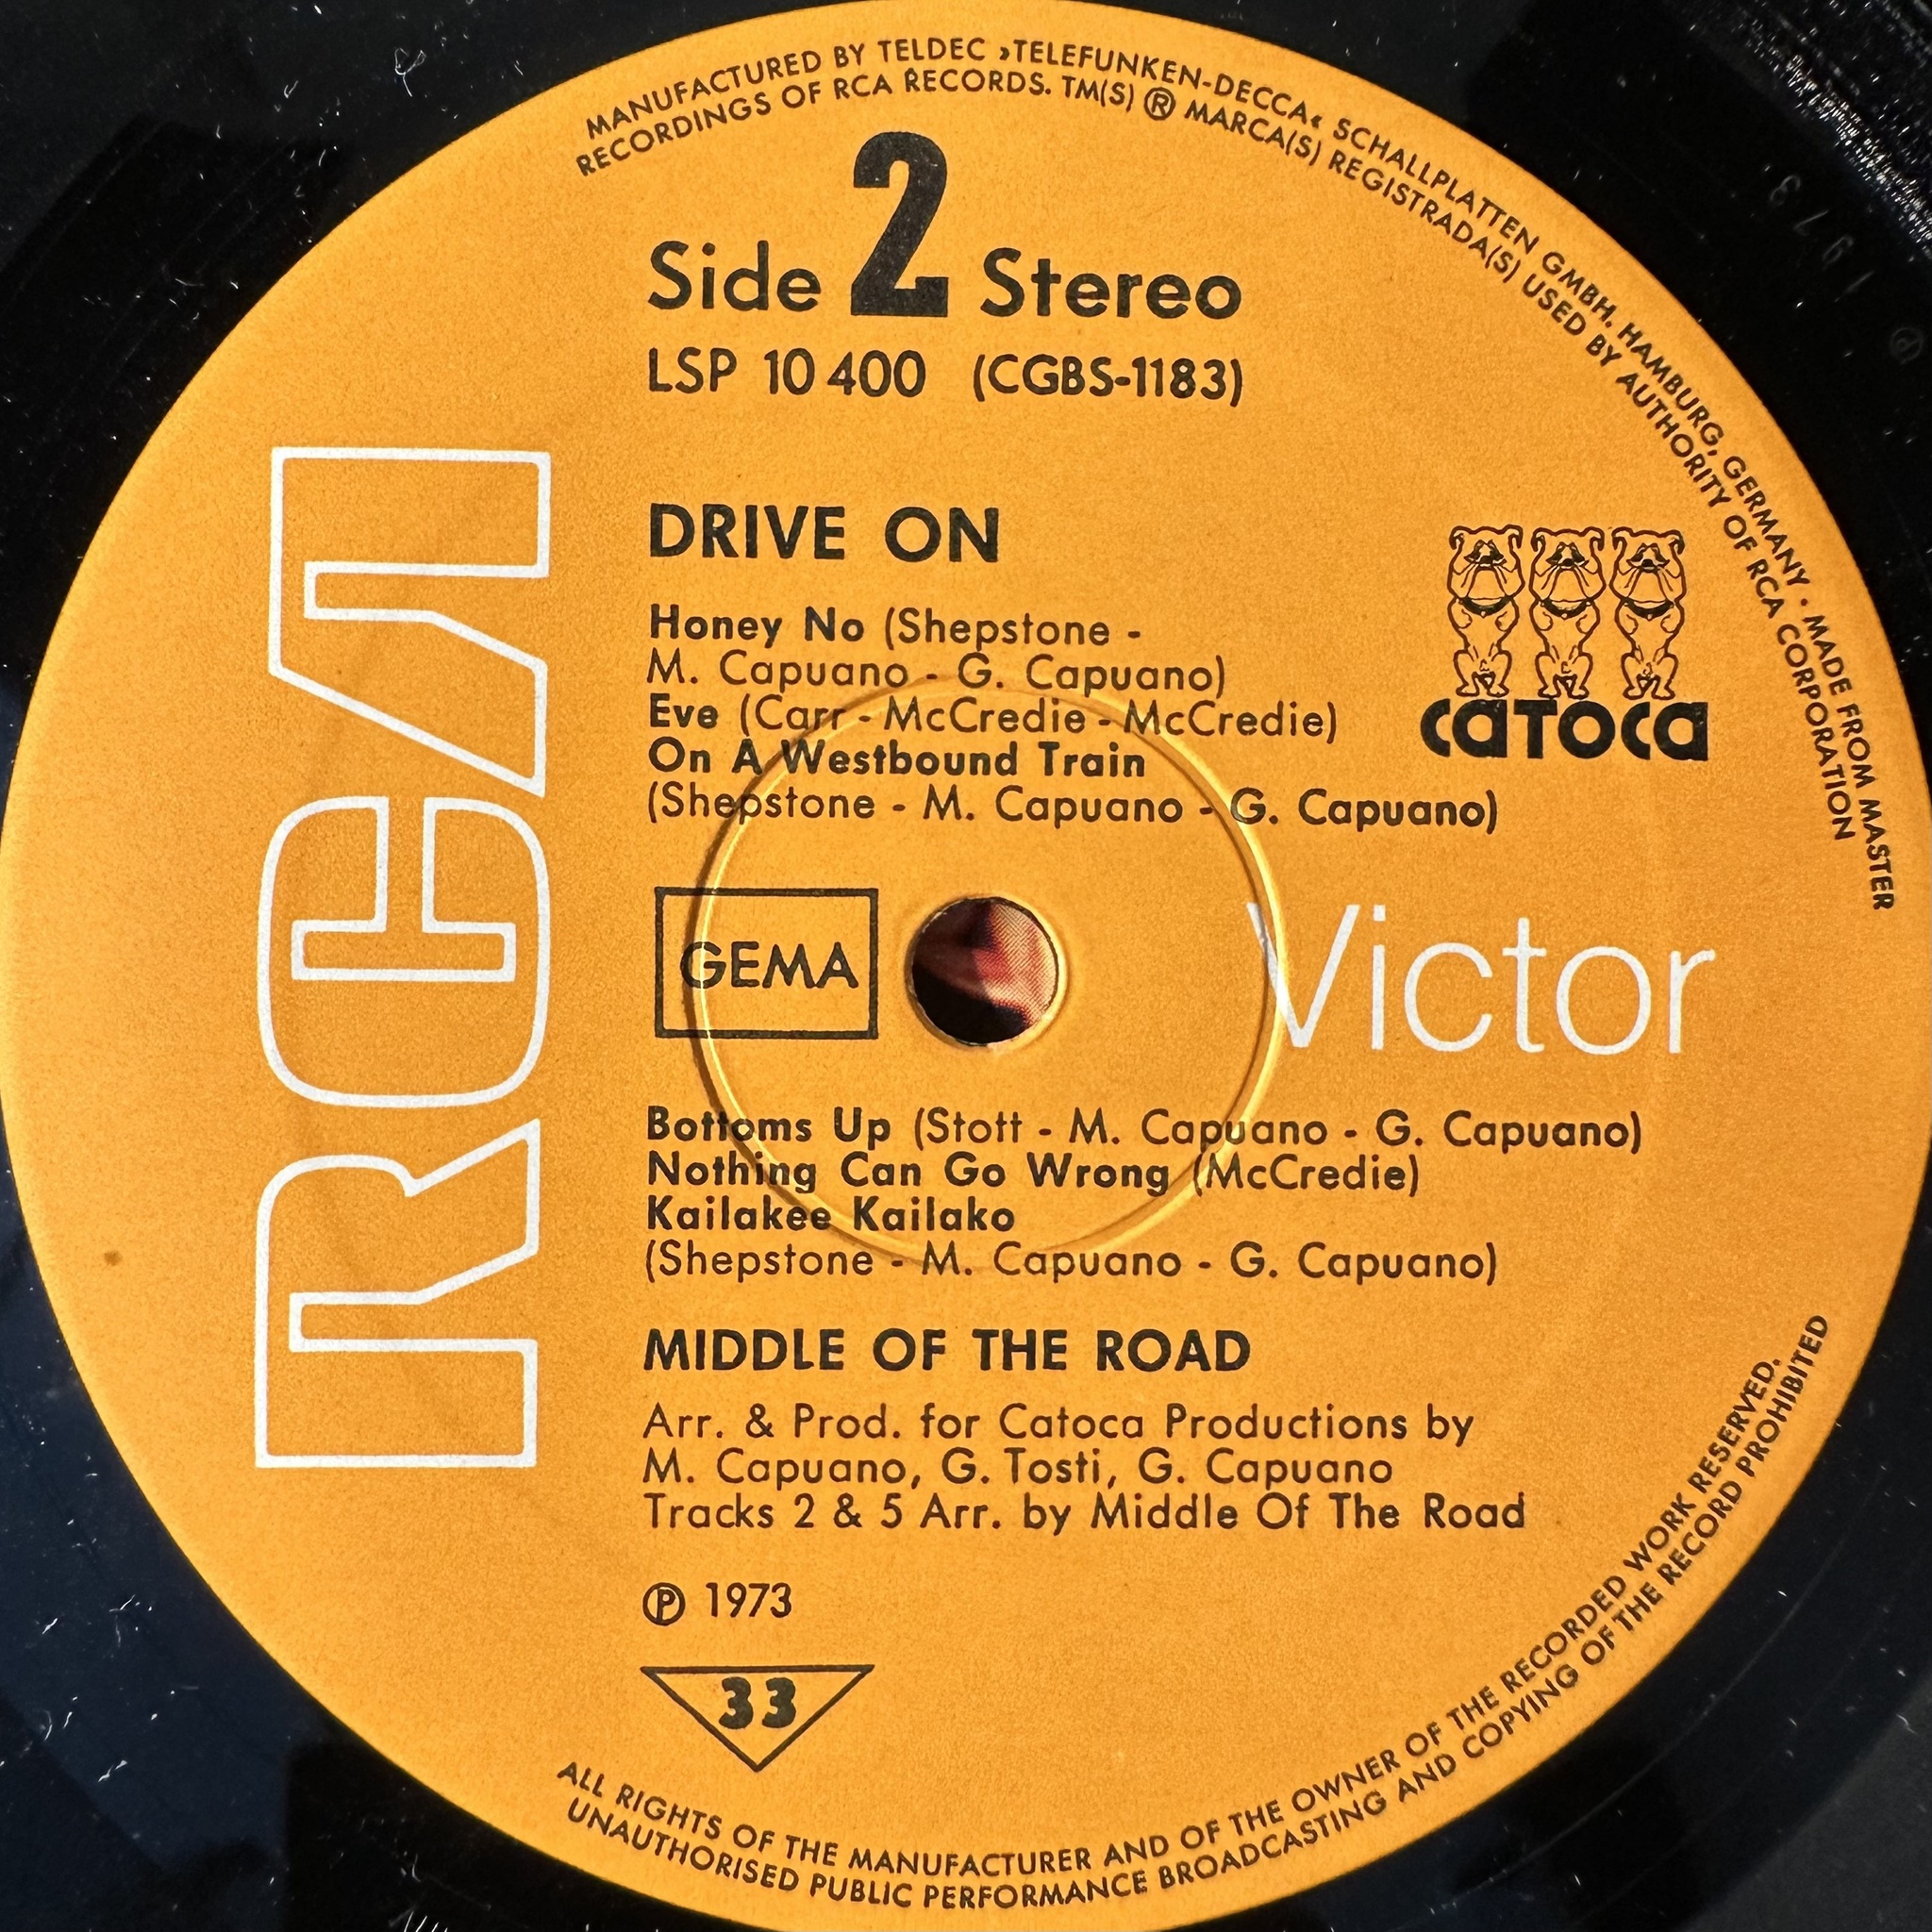 MANUFACTURED BY TELDEC »TELEFUNKEN-DECCA« SCHALLPLATTEN GMBH. HAMBURG, GERMANY · MADE FROM MASTER
RECORDINGS OF RCA RECORDS. TM(S) ® MARCA(S) REGISTRADA(S) USED BY AUTHORITY OF RCA CORPORATION
Side 2 Stereo
LSP 10 400 (CGBS-1183)
RCA
DRIVE ON
Honey No (Shepstone -
M. Capuano - G. Capuano)
Eve (Carr - McCredie - McCredie)
On A Westbound Train
(Shepstone - M. Capuano - G. Capuano)
CATOCA
GEMA
Victor
Bottoms Up (Stott - M. Capuano - G. Capuano)
Nothing Can Go Wrong (McCredie)
Kailakee Kailako
(Shepstone - M. Capuano - G. Capuano)
MIDDLE OF THE ROAD
Arr. & Prod. for Catoca Productions by
M. Capuano, G. Tosti, G. Capuano
Tracks 2 & 5 Arr. by Middle Of The Road
℗ 1973
33
ALL RIGHTS OF THE MANUFACTURER AND OF THE OWNER OF THE RECORDED WORK RESERVED.
UNAUTHORISED PUBLIC PERFORMANCE BROADCASTING AND COPYING OF THE RECORD PROHIBITED
℗ 1973